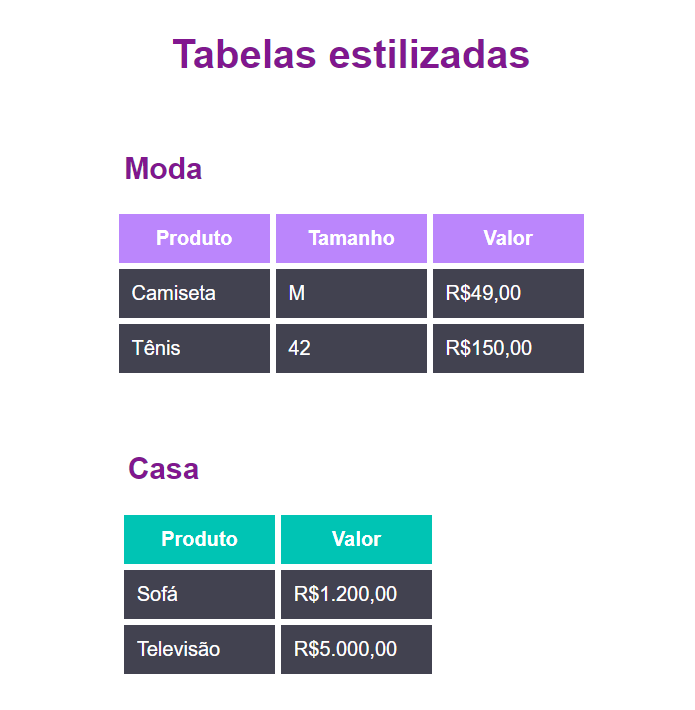 Tabelas estilizadas
Moda
Produto Tamanho Valor
Camiseta M R$49,00
Tênis 42 R$150,00
Casa
Produto Valor
Sofá R$1.200,00
Televisão R$5.000,00